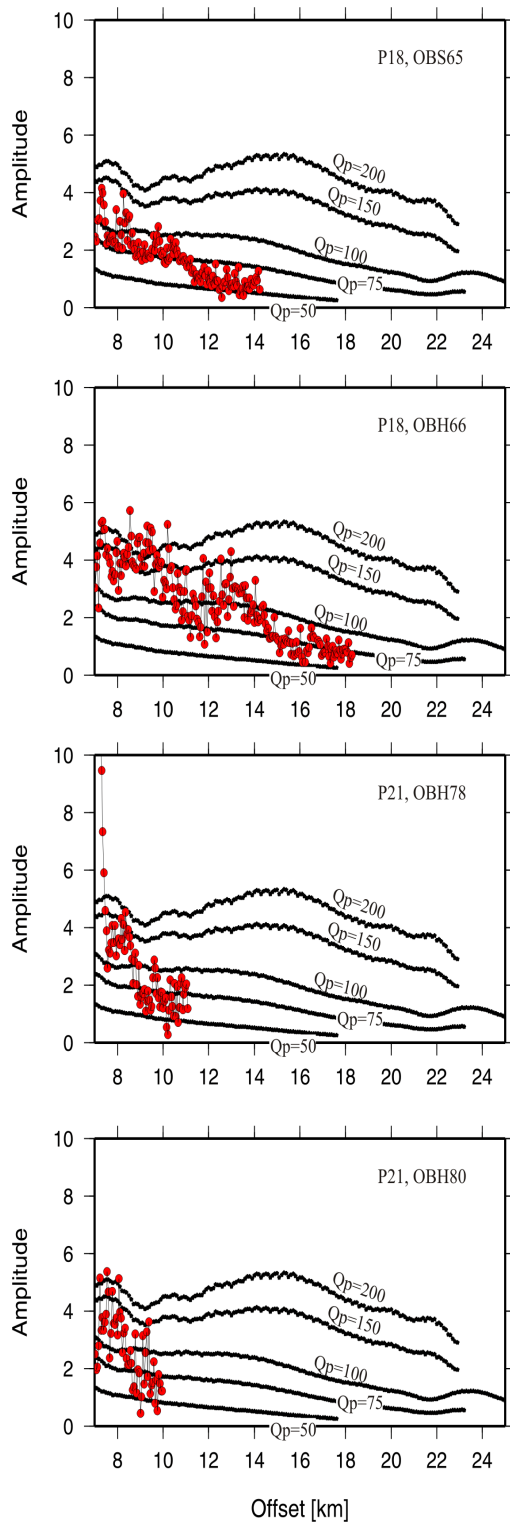 10
P18, OBS65
8
6
Amplitude
Qp=200
4
Qp=150
2
Qp=100
Qp=75
0
Qp=50
8 10 12 14 16 18 20 22 24
10
P18, OBH66
8
6
Amplitude
Qp=200
4
Qp=150
2
Qp=100
Qp=75
0
Qp=50
8 10 12 14 16 18 20 22 24
10
P21, OBH78
8
6
Amplitude
Qp=200
4
Qp=150
2
Qp=100
Qp=75
0
Qp=50
8 10 12 14 16 18 20 22 24
10
P21, OBH80
8
6
Amplitude
Qp=200
4
Qp=150
2
Qp=100
Qp=75
0
Qp=50
8 10 12 14 16 18 20 22 24
Offset [km]